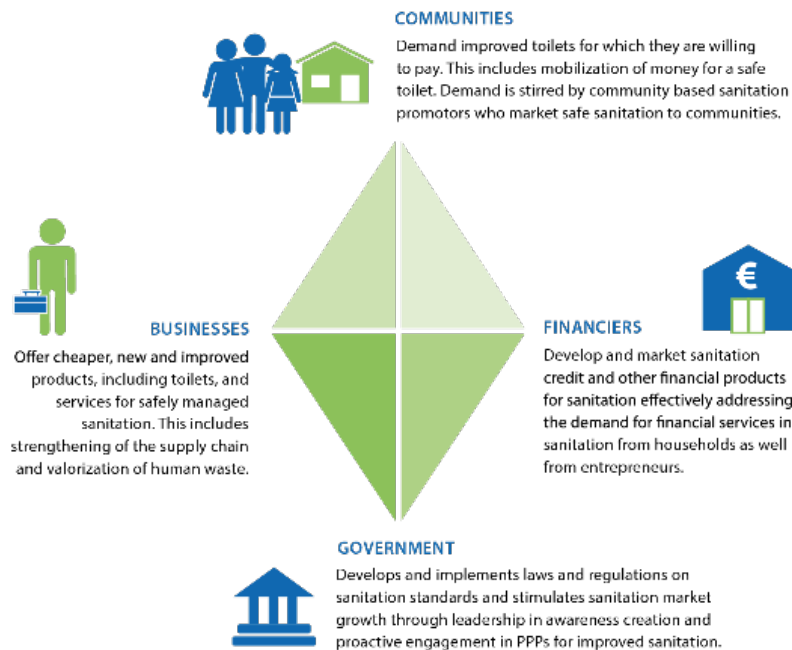 COMMUNITIES
Demand improved toilets for which they are willing
to pay. This includes mobilization of money for a safe
toilet. Demand is stirred by community based sanitation
promotors who market safe sanitation to communities.
BUSINESSES
Offer cheaper, new and improved
products, including toilets, and
services for safely managed
sanitation. This includes
strengthening of the supply chain
and valorization of human waste.
€
FINANCIERS
Develop and market sanitation
credit and other financial products
for sanitation effectively addressing
the demand for financial services in
sanitation from households as well
from entrepreneurs.
GOVERNMENT
Develops and implements laws and regulations on
sanitation standards and stimulates sanitation market
growth through leadership in awareness creation and
proactive engagement in PPPs for improved sanitation.